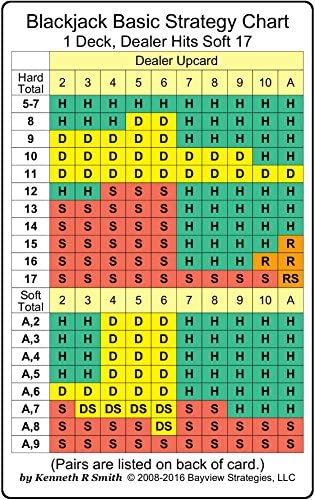 Blackjack Basic Strategy Chart
1 Deck, Dealer Hits Soft 17
Dealer Upcard
Hard Total 2 3 4 5 6 7 8 9 10 A
5-7 H H H H H H H H H H
8 H H H D D H H H H H
9 D D D D D H H H H H
10 D D D D D D D D H H
11 D D D D D D D D D D
12 H H S S S H H H H H
13 S S S S S H H H H H
14 S S S S S H H H H H
15 S S S S S H H H H R
16 S S S S S H H H R R
17 S S S S S S S S S RS
Soft Total 2 3 4 5 6 7 8 9 10 A
A,2 H H D D D H H H H H
A,3 H H D D D H H H H H
A,4 H H D D D H H H H H
A,5 H H D D D H H H H H
A,6 D D D D D H H H H H
A,7 S DS DS DS DS S S H H H
A,8 S S S S DS S S S S S
A,9 S S S S S S S S S S
(Pairs are listed on back of card.)
by Kenneth R Smith © 2008-2016 Bayview Strategies, LLC